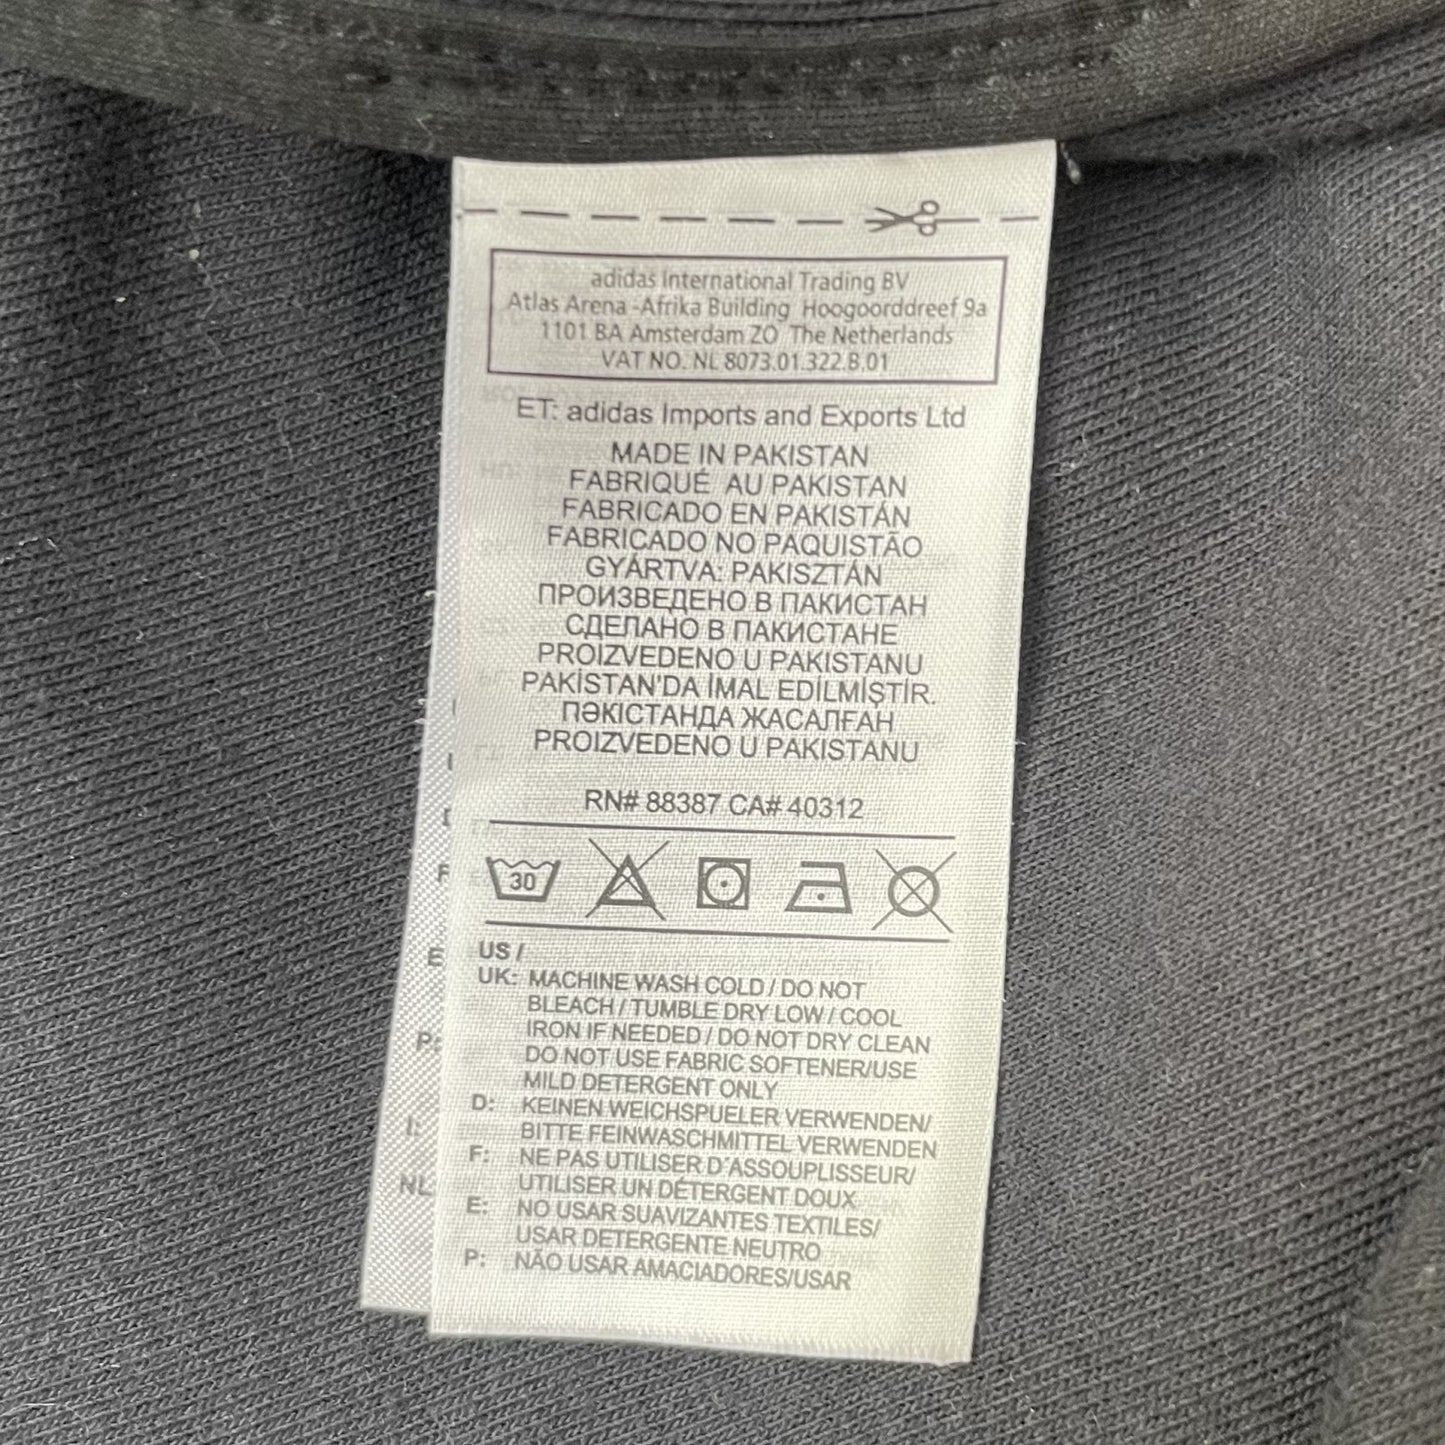 adidas International Trading BV
Atlas Arena -Afrika Building Hoogoorddreef 9a
1101 BA Amsterdam ZO The Netherlands
VAT NO. NL 8073.01.322.B.01
ET: adidas Imports and Exports Ltd
MADE IN PAKISTAN
FABRIQUÉ AU PAKISTAN
FABRICADO EN PAKISTÁN
FABRICADO NO PAQUISTÃO
GYÁRTVA: PAKISZTÁN
ПРОИЗВЕДЕНО В ПАКИСТАН
СДЕЛАНО В ПАКИСТАНЕ
PROIZVEDENO U PAKISTANU
PAKİSTAN'DA İMAL EDİLMİŞTİR.
ПӘКІСТАНДА ЖАСАЛҒАН
PROIZVEDENO U PAKISTANU
RN# 88387 CA# 40312
30
US /
UK: MACHINE WASH COLD / DO NOT
BLEACH / TUMBLE DRY LOW / COOL
IRON IF NEEDED / DO NOT DRY CLEAN
DO NOT USE FABRIC SOFTENER/USE
MILD DETERGENT ONLY
D: KEINEN WEICHSPUELER VERWENDEN/
BITTE FEINWASCHMITTEL VERWENDEN
F: NE PAS UTILISER D'ASSOUPLISSEUR/
UTILISER UN DÉTERGENT DOUX
E: NO USAR SUAVIZANTES TEXTILES/
USAR DETERGENTE NEUTRO
P: NÃO USAR AMACIADORES/USAR